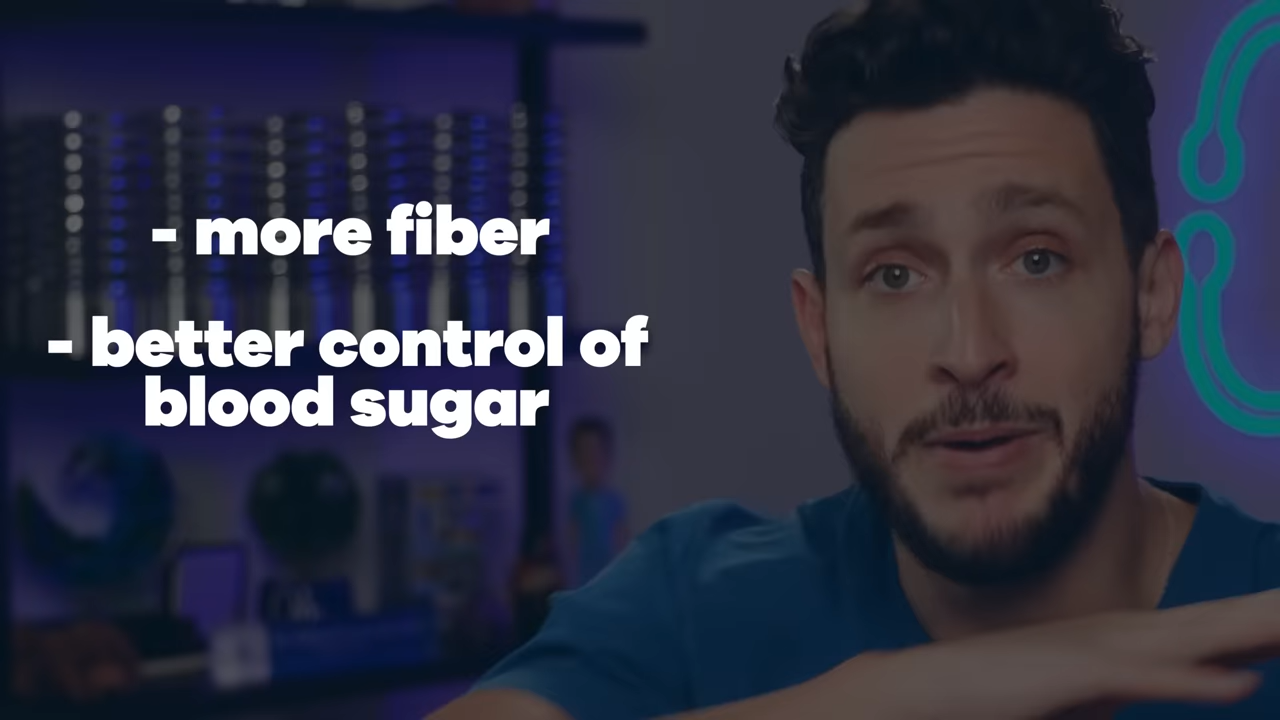 - more fiber
- better control of
blood sugar